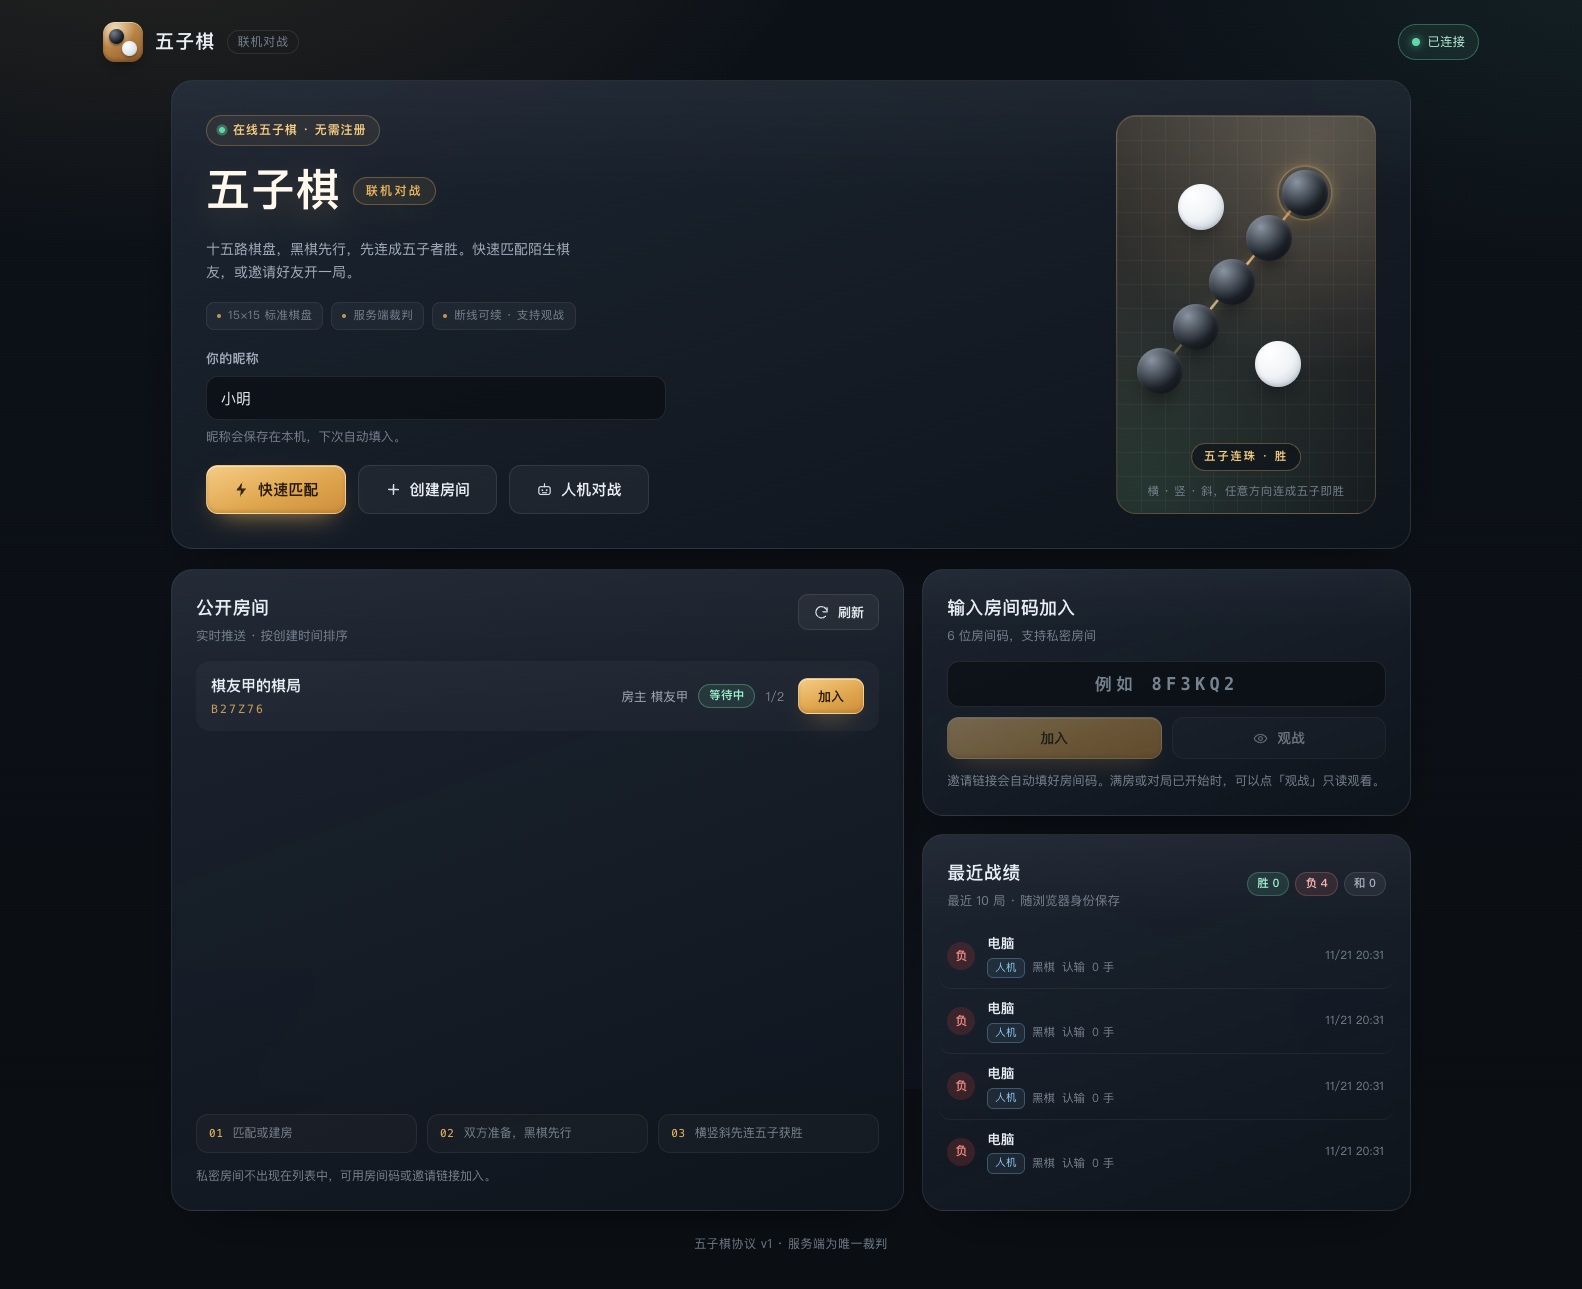 五子棋 联机对战
已连接
在线五子棋 · 无需注册
五子棋 联机对战
十五路棋盘，黑棋先行，先连成五子者胜。快速匹配陌生棋
友，或邀请好友开一局。
15×15 标准棋盘 服务端裁判 断线可续 · 支持观战
你的昵称
小明
昵称会保存在本机，下次自动填入。
快速匹配 创建房间 人机对战
五子连珠 · 胜
横 · 竖 · 斜，任意方向连成五子即胜
公开房间
实时推送 · 按创建时间排序
刷新
棋友甲的棋局
B27Z76
房主 棋友甲 等待中 1/2 加入
01 匹配或建房 02 双方准备，黑棋先行 03 横竖斜先连五子获胜
私密房间不出现在列表中，可用房间码或邀请链接加入。
输入房间码加入
6 位房间码，支持私密房间
例如 8F3KQ2
加入 观战
邀请链接会自动填好房间码。满房或对局已开始时，可以点「观战」只读观看。
最近战绩
最近 10 局 · 随浏览器身份保存
胜 0 负 4 和 0
负 电脑
人机 黑棋 认输 0 手
11/21 20:31
负 电脑
人机 黑棋 认输 0 手
11/21 20:31
负 电脑
人机 黑棋 认输 0 手
11/21 20:31
负 电脑
人机 黑棋 认输 0 手
11/21 20:31
五子棋协议 v1 · 服务端为唯一裁判